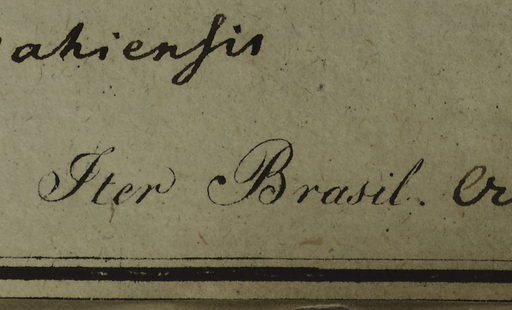 ahiensis
Iter Brasil.